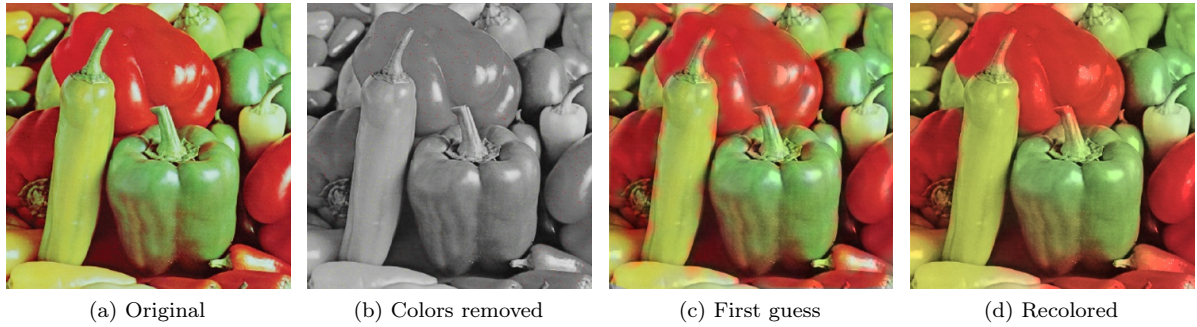 (a) Original
(b) Colors removed
(c) First guess
(d) Recolored